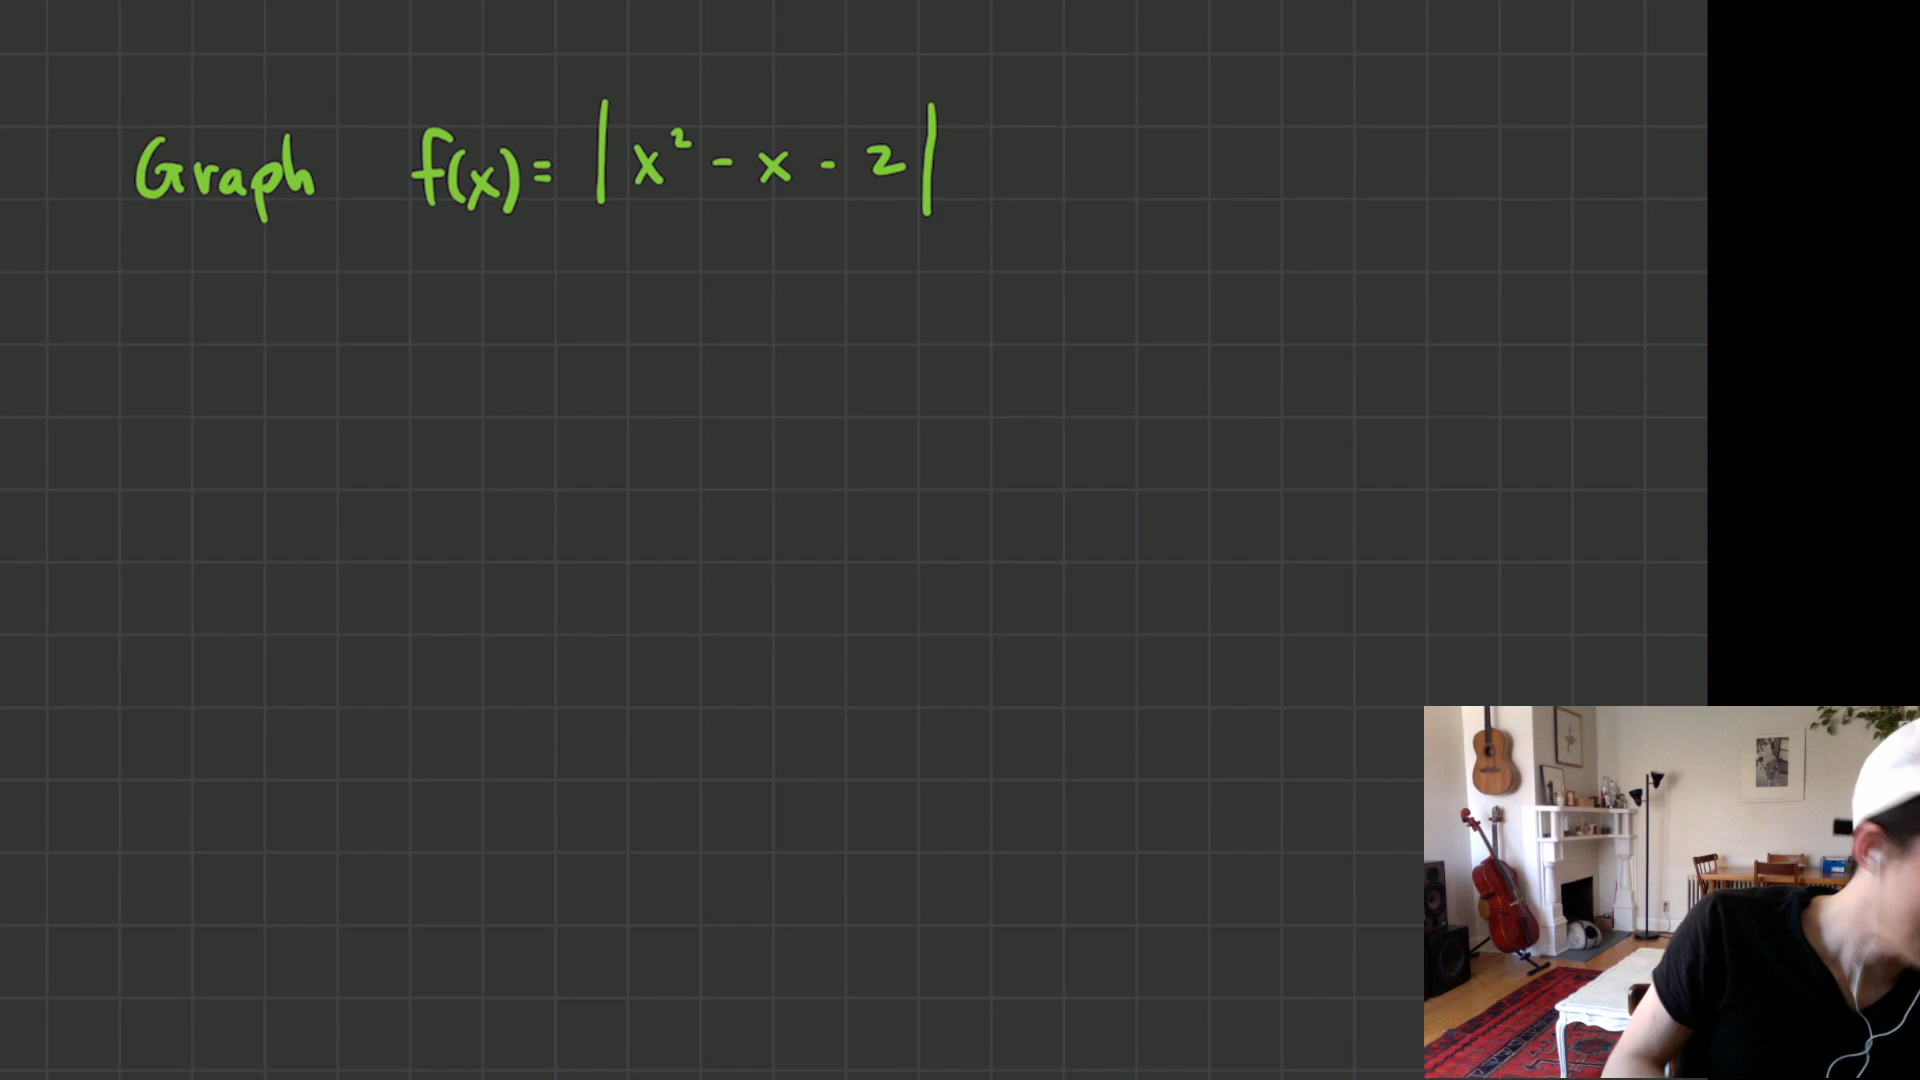 Graph f(x) = | x² - x - 2 |